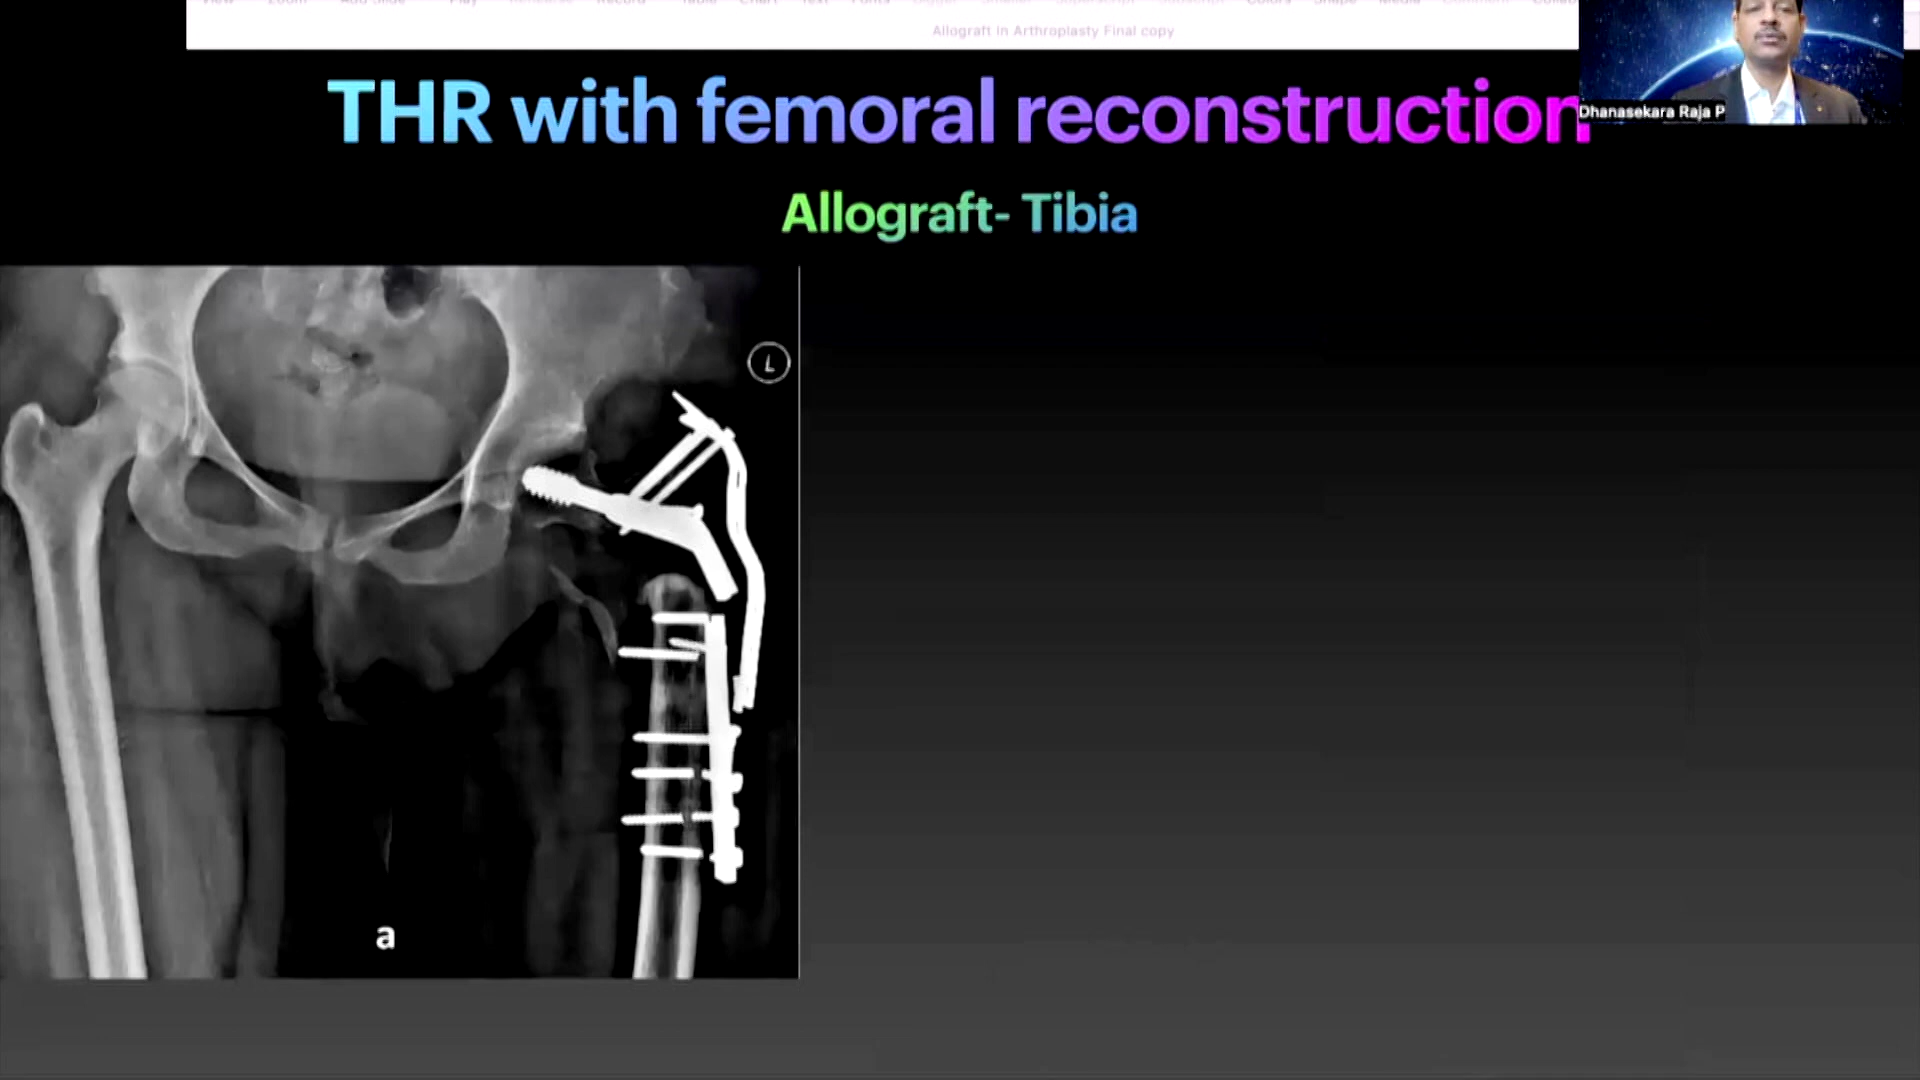 Allograft in Arthroplasty Final copy
THR with femoral reconstruction
Dhanasekara Raja P
Allograft- Tibia
L
a